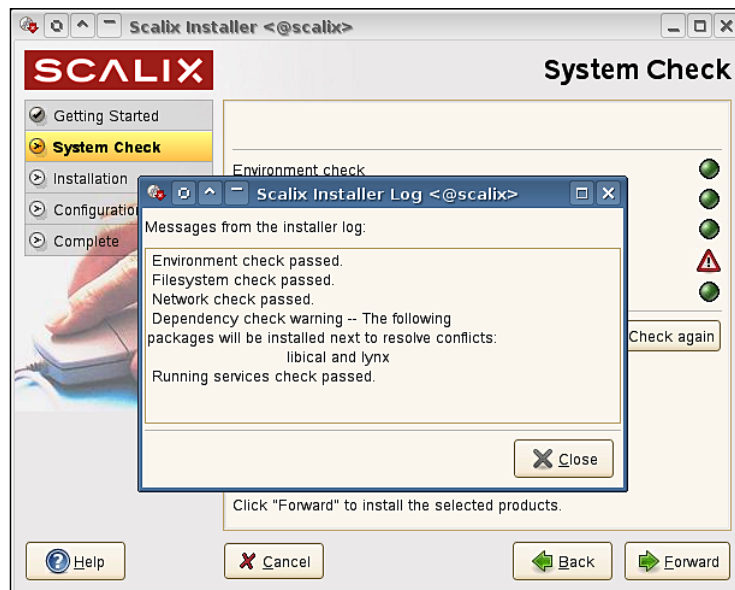 Scalix Installer <@scalix>
SCALIX
System Check
Getting Started
System Check
Installation
Configuration
Complete
Environment check
Scalix Installer Log <@scalix>
Messages from the installer log:
Environment check passed.
Filesystem check passed.
Network check passed.
Dependency check warning -- The following
packages will be installed next to resolve conflicts:
libical and lynx
Running services check passed.
Close
Check again
Click "Forward" to install the selected products.
Help
Cancel
Back
Forward